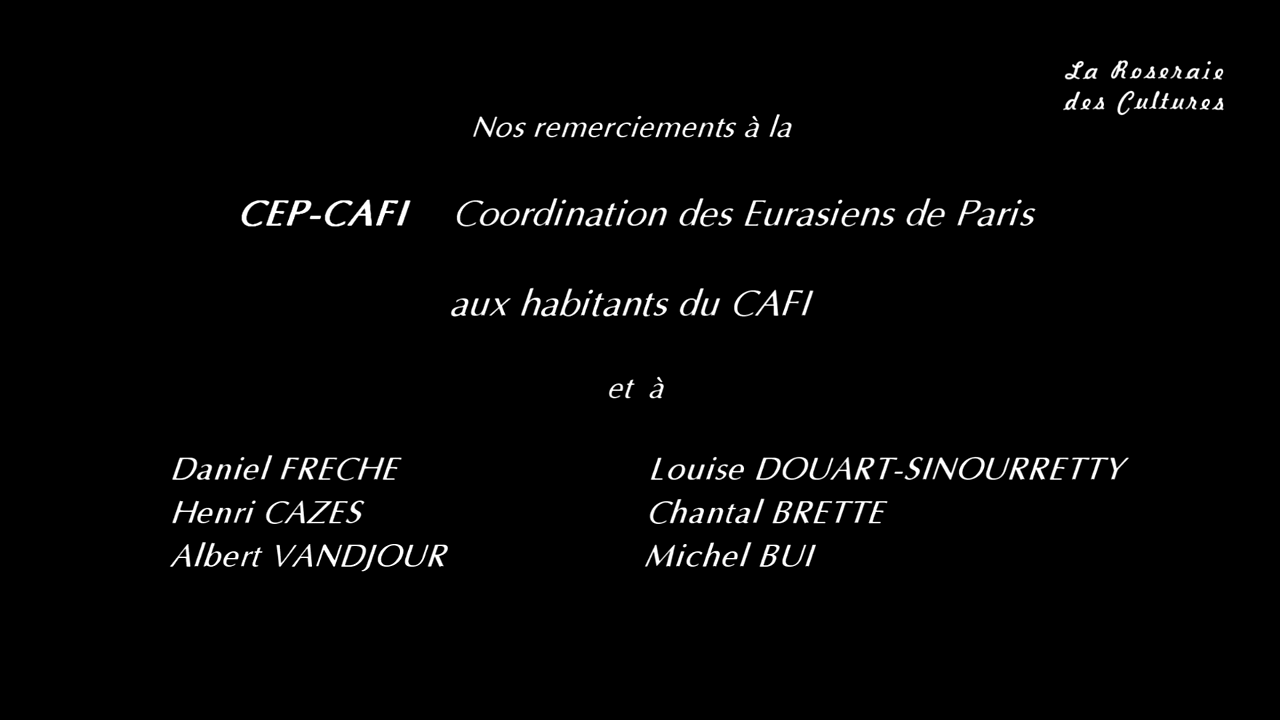 La Roseraie
des Cultures
Nos remerciements à la
CEP-CAFI Coordination des Eurasiens de Paris
aux habitants du CAFI
et à
Daniel FRECHE Louise DOUART-SINOURRETTY
Henri CAZES Chantal BRETTE
Albert VANDJOUR Michel BUI